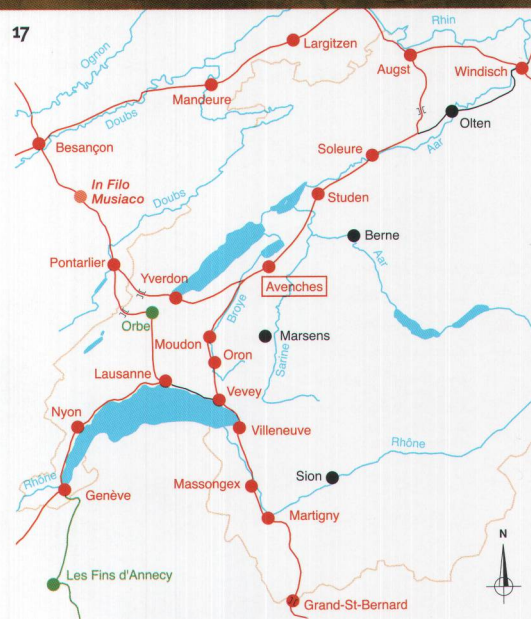 17
Rhin
Ognon
Largitzen
Augst
Windisch
Mandeure
Doubs
Olten
Besançon
Aar
Soleure
In Filo
Musiaco
Doubs
Studen
Berne
Pontarlier
Aar
Yverdon
Avenches
Orbe
Broye
Moudon
Marsens
Sarine
Oron
Lausanne
Vevey
Nyon
Villeneuve
Rhône
Rhône
Massongex
Sion
Genève
Martigny
N
Les Fins d'Annecy
Grand-St-Bernard